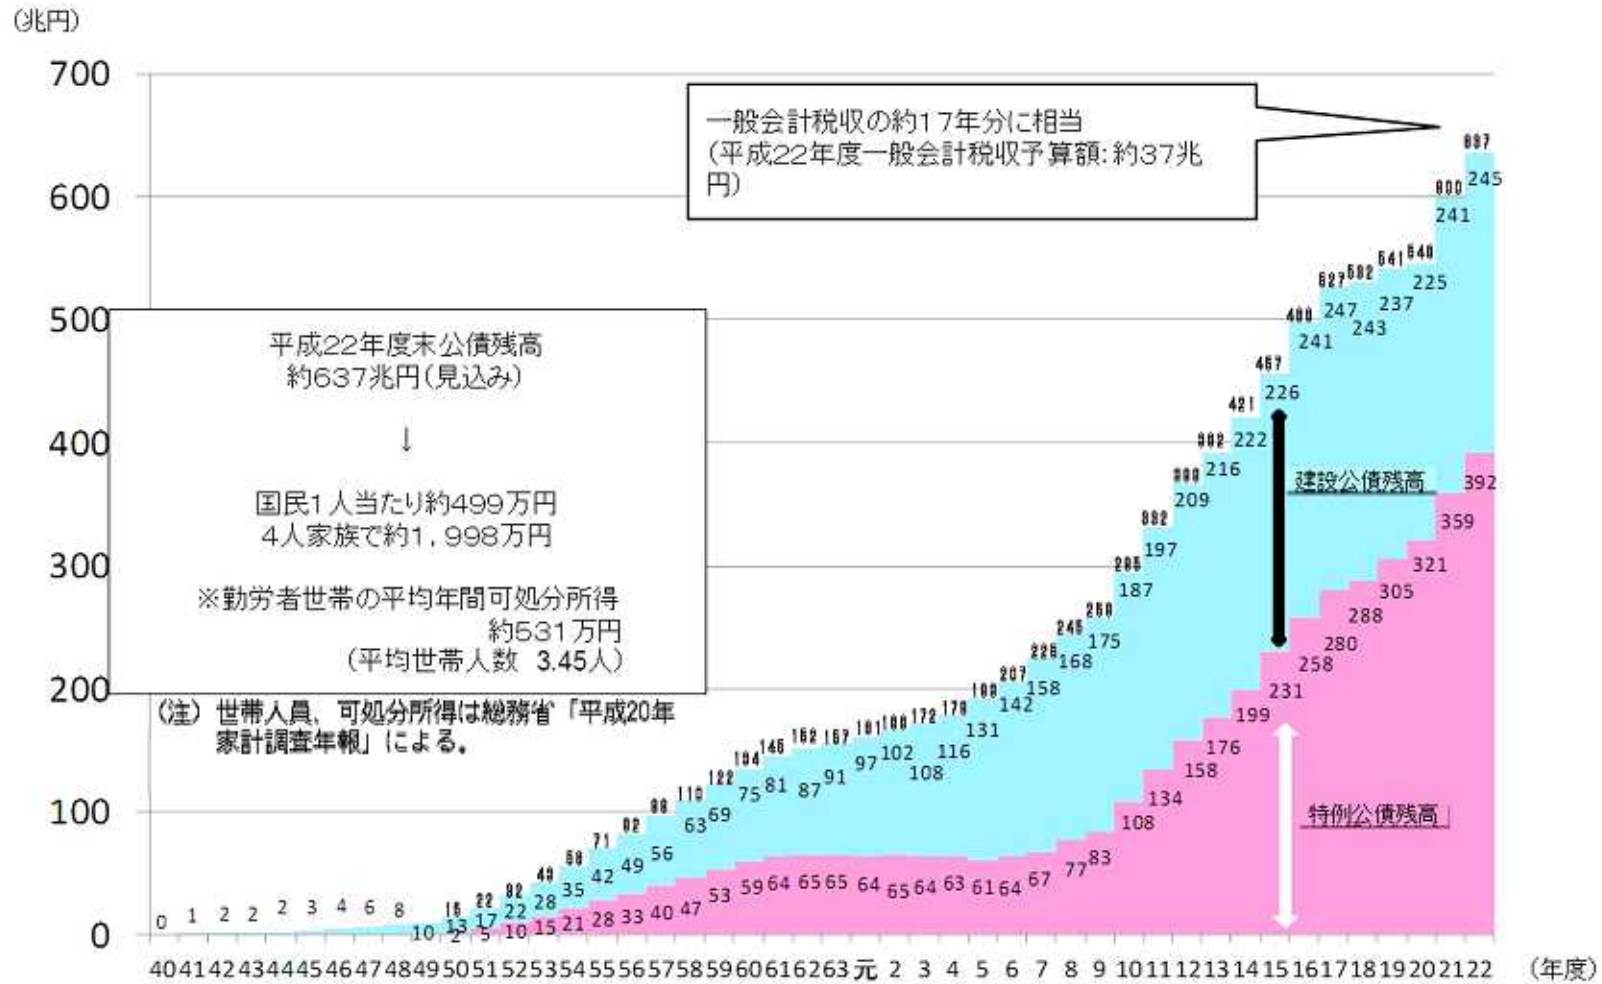 (兆円)
700
600
500
400
300
200
100
0
一般会計税収の約17年分に相当
(平成22年度一般会計税収予算額:約37兆
円)
平成22年度末公債残高
約637兆円(見込み)
↓
国民1人当たり約499万円
4人家族で約1,998万円
※勤労者世帯の平均年間可処分所得
約531万円
(平均世帯人数 3.45人)
(注) 世帯人員、可処分所得は総務省「平成20年
家計調査年報」による。
建設公債残高
特例公債残高
122 110 71 22
421 172 207
0 1 2 2 2 3 4 6 8 10 13 17 22 28 35 42 49 56 63 69 75 81 87 91 97 102 108 116 131 142 158 168 175 187 197 209 216 222 226 241 247 243 237 225 241 245
2 5 10 15 21 28 33 40 47 53 59 64 65 65 64 65 64 63 61 64 67 77 83 108 134 158 176 199 231 258 280 288 305 321 359 392
40 41 42 43 44 45 46 47 48 49 50 51 52 53 54 55 56 57 58 59 60 61 62 63 元 2 3 4 5 6 7 8 9 10 11 12 13 14 15 16 17 18 19 20 21 22 (年度)